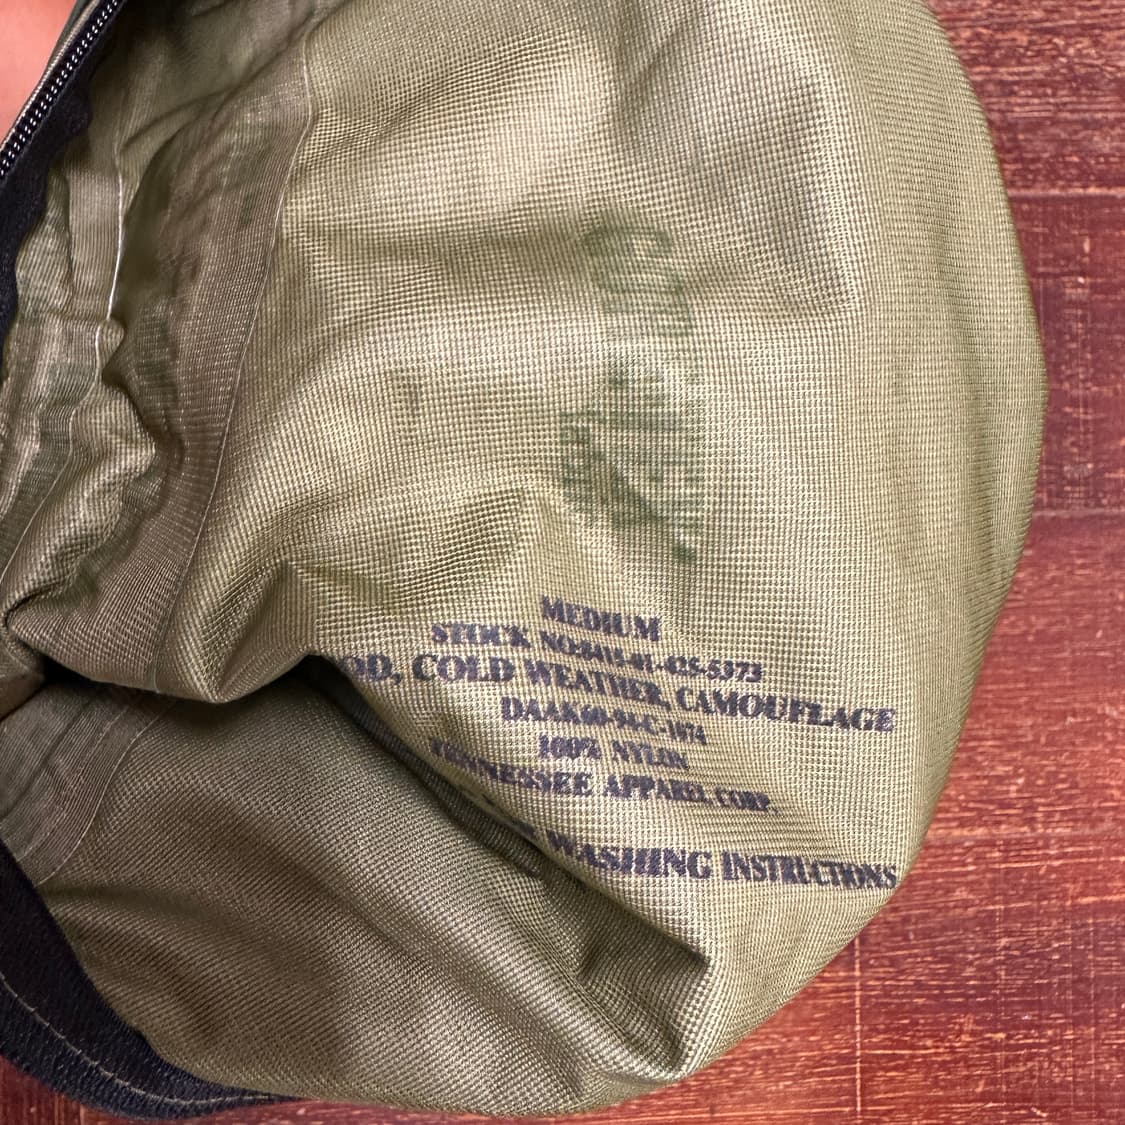 MEDIUM
STOCK NO:8415-01-425-5373
OD, COLD WEATHER, CAMOUFLAGE
DAAK60-94-C-1074
100% NYLON
TENNESSEE APPAREL CORP.
WASHING INSTRUCTIONS